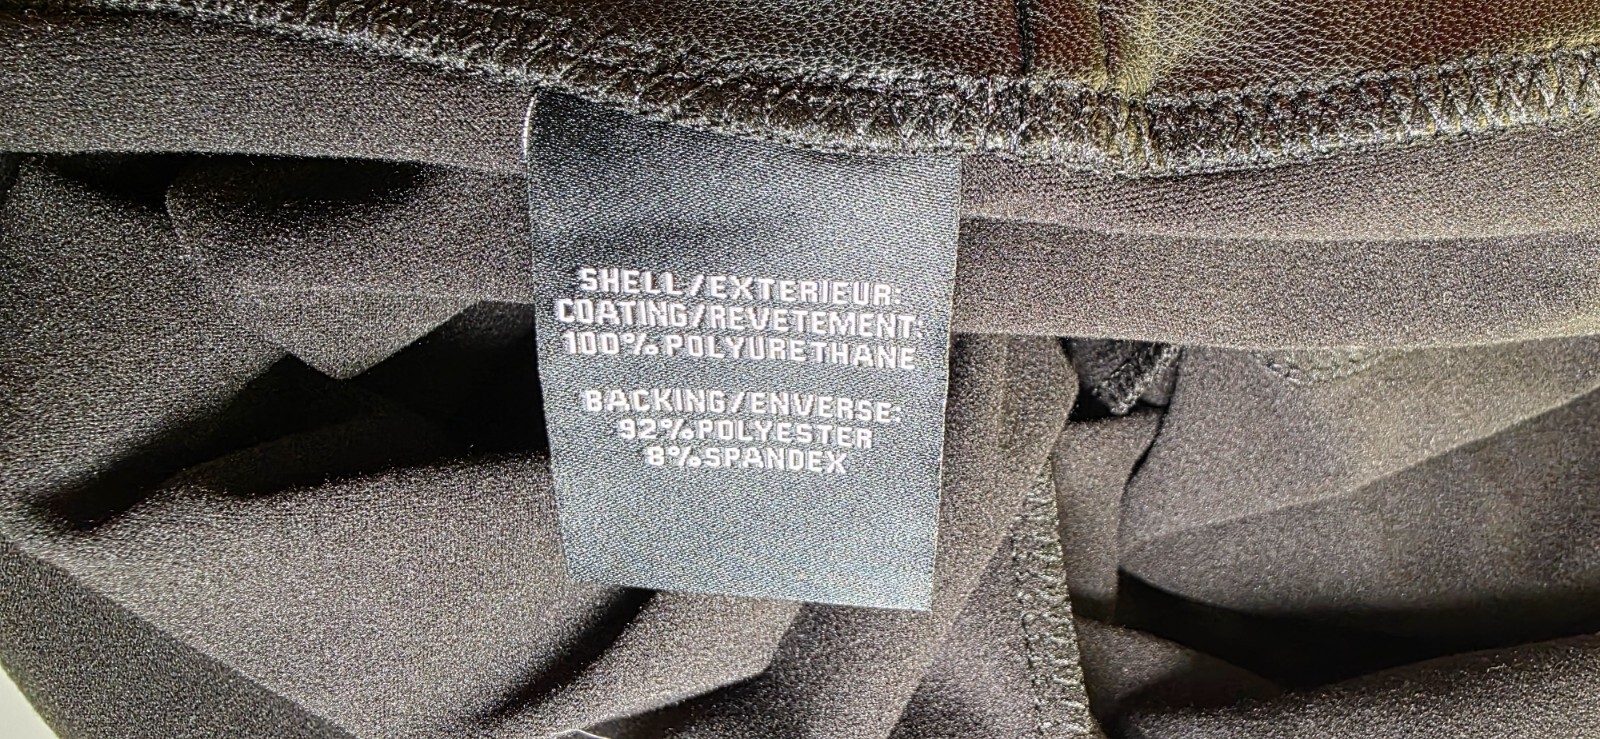 SHELL/EXTERIEUR:
COATING/REVETEMENT:
100%POLYURETHANE
BACKING/ENVERSE:
92%POLYESTER
8%SPANDEX